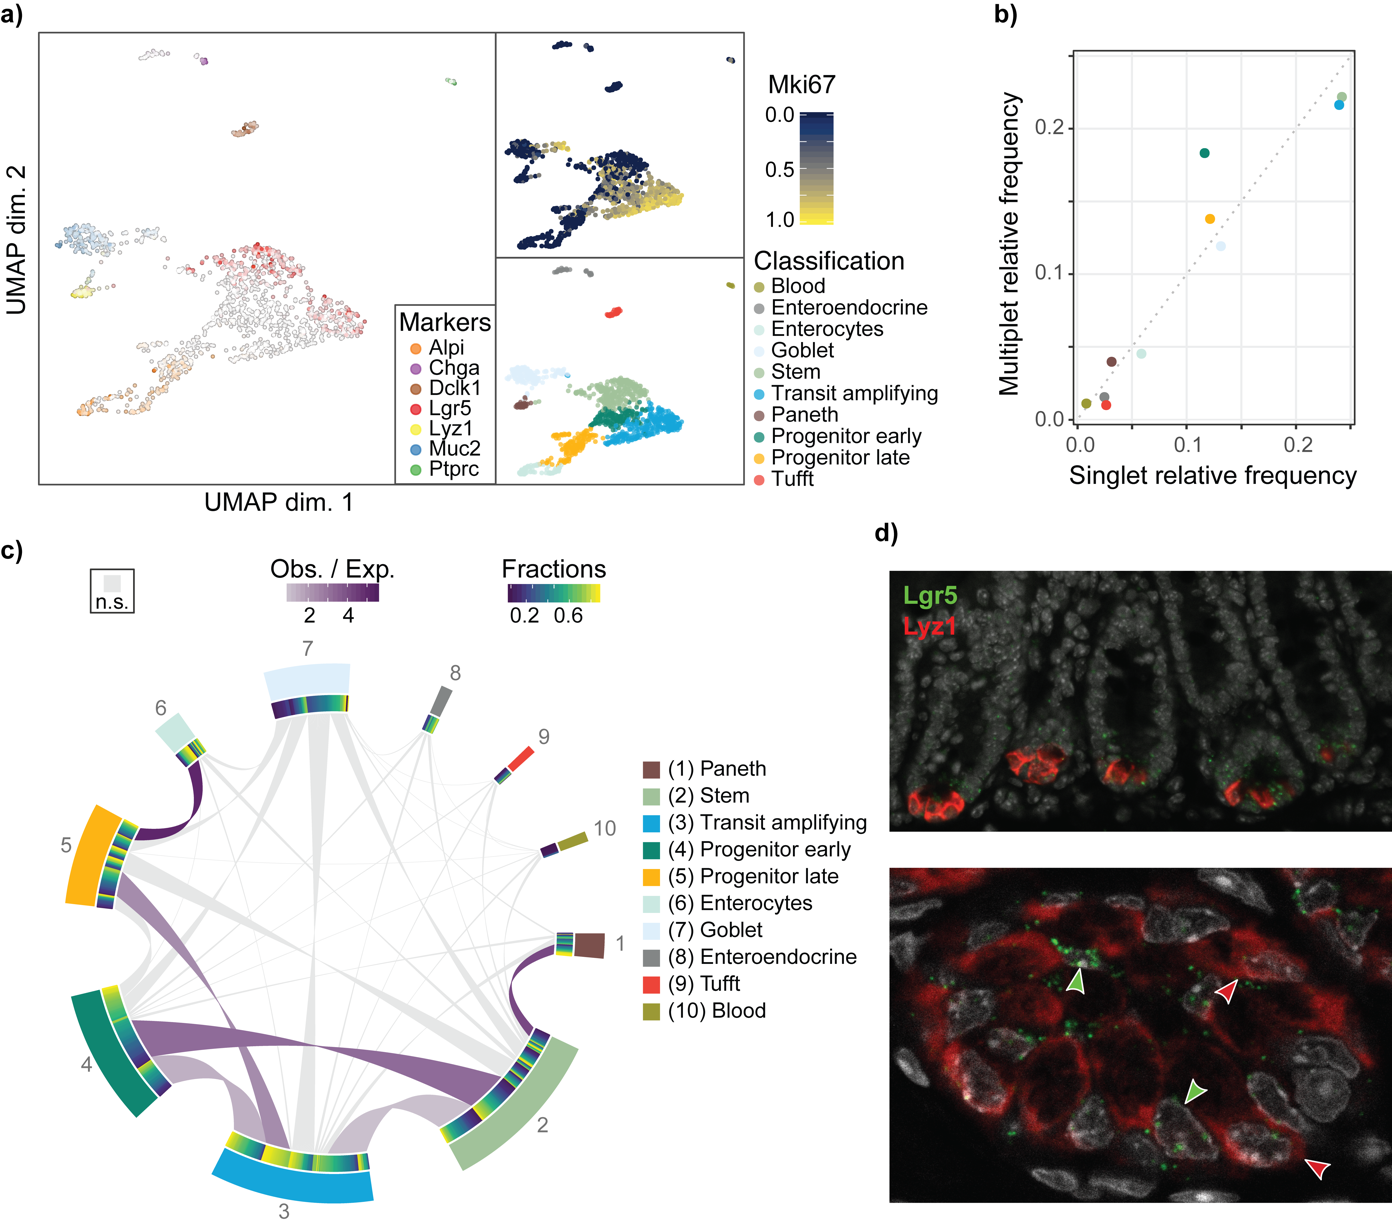 a)
UMAP dim. 2
UMAP dim. 1
Markers
Alpi
Chga
Dclk1
Lgr5
Lyz1
Muc2
Ptprc
Mki67
0.0
0.5
1.0
Classification
Blood
Enteroendocrine
Enterocytes
Goblet
Stem
Transit amplifying
Paneth
Progenitor early
Progenitor late
Tufft
b)
Multiplet relative frequency
0.2
0.1
0.0
0.0
0.1
0.2
Singlet relative frequency
c)
n.s.
Obs. / Exp.
2
4
Fractions
0.2
0.6
7
8
6
9
5
10
1
4
2
3
(1) Paneth
(2) Stem
(3) Transit amplifying
(4) Progenitor early
(5) Progenitor late
(6) Enterocytes
(7) Goblet
(8) Enteroendocrine
(9) Tufft
(10) Blood
d)
Lgr5
Lyz1